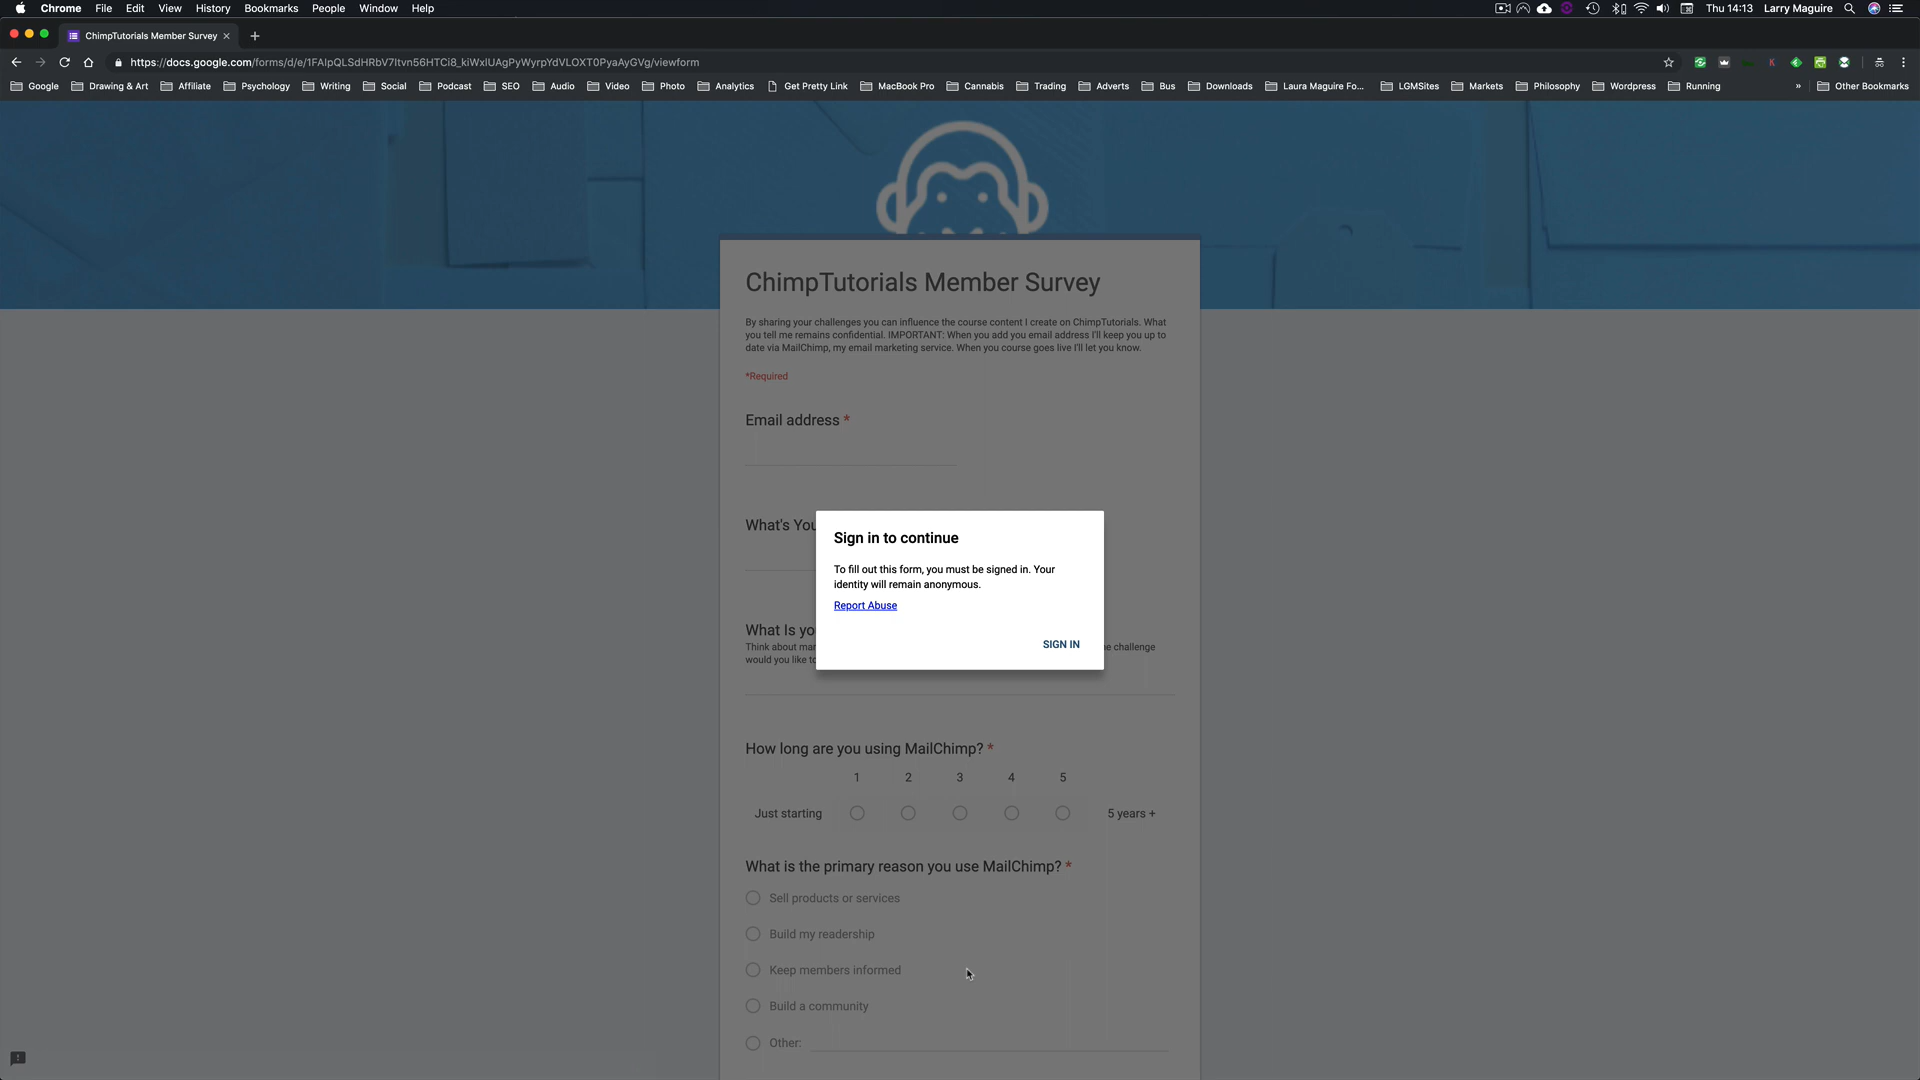 Chrome File Edit View History Bookmarks People Window Help Thu 14:13 Larry Maguire
ChimpTutorials Member Survey
https://docs.google.com/forms/d/e/1FAIpQLSdHRbV7Itvn56HTCi8_kiWxlUAgPyWyrpYdVLOXT0PyaAyGVg/viewform
Google Drawing & Art Affiliate Psychology Writing Social Podcast SEO Audio Video Photo Analytics Get Pretty Link MacBook Pro Cannabis Trading Adverts Bus Downloads Laura Maguire Fo... LGMSites Markets Philosophy Wordpress Running » Other Bookmarks
ChimpTutorials Member Survey
By sharing your challenges you can influence the course content I create on ChimpTutorials. What
you tell me remains confidential. IMPORTANT: When you add you email address I'll keep you up to
date via MailChimp, my email marketing service. When you course goes live I'll let you know.
*Required
Email address *
What's You
Sign in to continue
To fill out this form, you must be signed in. Your
identity will remain anonymous.
Report Abuse
SIGN IN
What Is yo
Think about mar e challenge
would you like to
How long are you using MailChimp? *
1 2 3 4 5
Just starting 5 years +
What is the primary reason you use MailChimp? *
Sell products or services
Build my readership
Keep members informed
Build a community
Other: